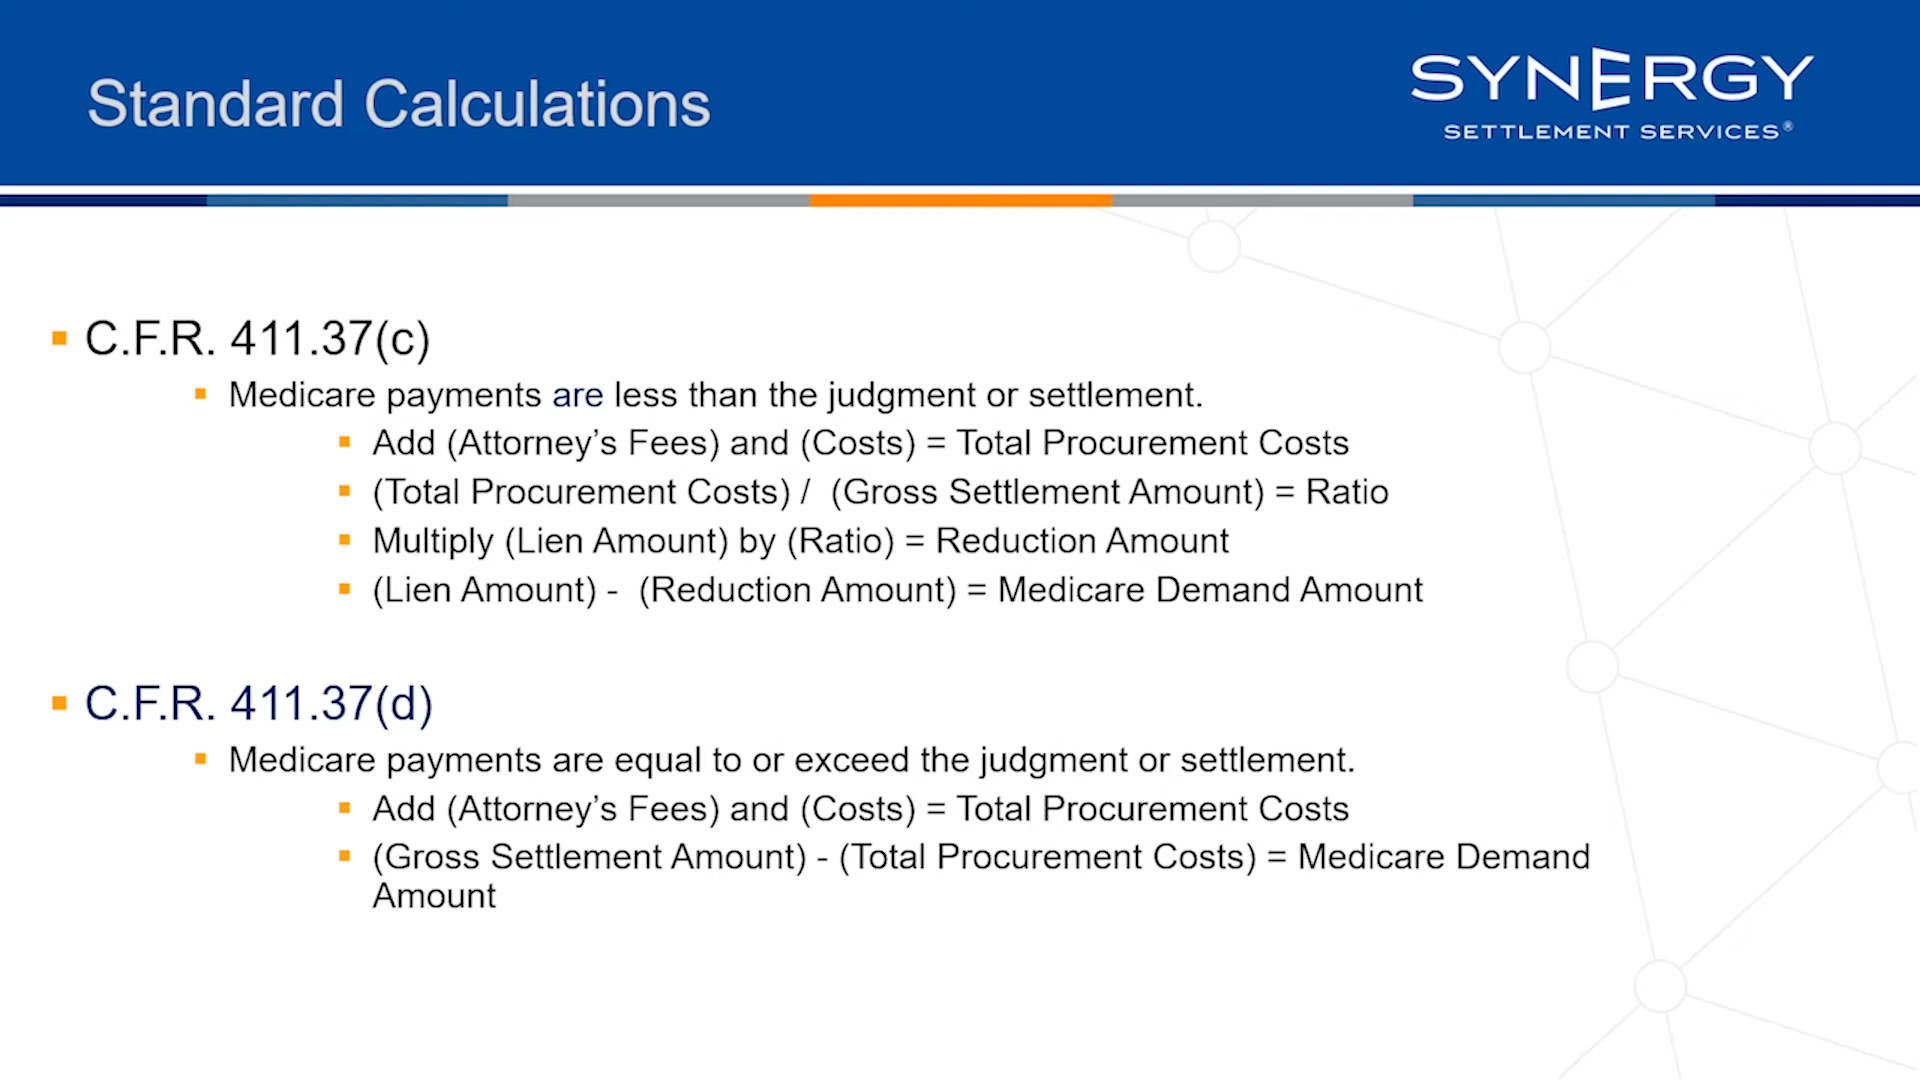 Standard Calculations
SYNERGY
SETTLEMENT SERVICES®
C.F.R. 411.37(c)
Medicare payments are less than the judgment or settlement.
Add (Attorney’s Fees) and (Costs) = Total Procurement Costs
(Total Procurement Costs) /  (Gross Settlement Amount) = Ratio
Multiply (Lien Amount) by (Ratio) = Reduction Amount
(Lien Amount) -  (Reduction Amount) = Medicare Demand Amount
C.F.R. 411.37(d)
Medicare payments are equal to or exceed the judgment or settlement.
Add (Attorney’s Fees) and (Costs) = Total Procurement Costs
(Gross Settlement Amount) - (Total Procurement Costs) = Medicare Demand
Amount